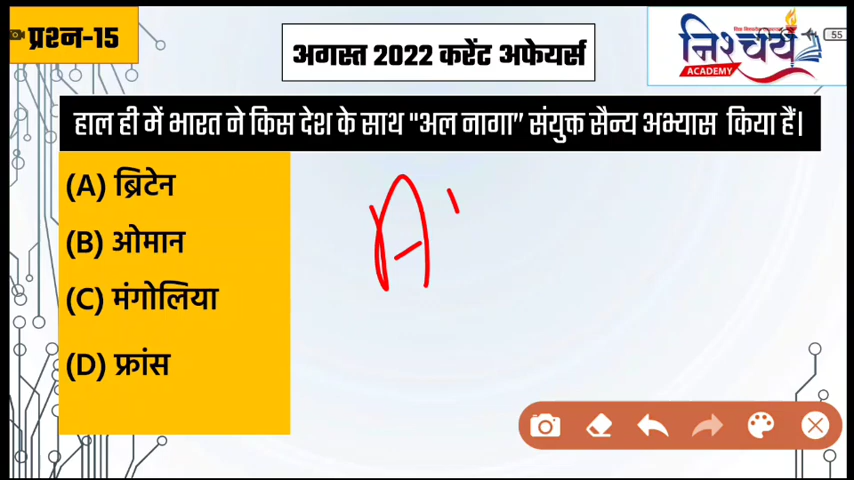 प्रश्न-15
अगस्त 2022 करेंट अफेयर्स
निश्चय
ACADEMY
55
हाल ही में भारत ने किस देश के साथ "अल नागा” संयुक्त सैन्य अभ्यास किया हैं।
(A) ब्रिटेन
(B) ओमान
(C) मंगोलिया
(D) फ्रांस
A